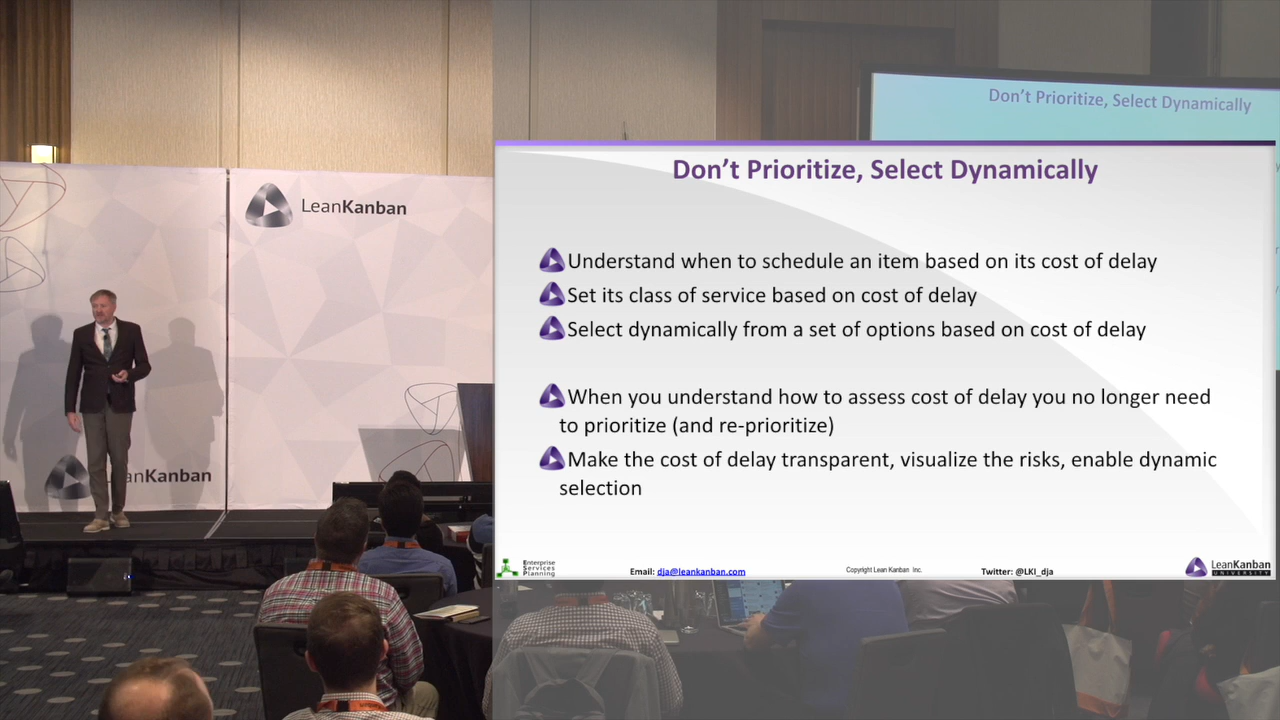 Don't Prioritize, Select Dynamically
LeanKanban
anKanban
Don't Prioritize, Select Dynamically
Understand when to schedule an item based on its cost of delay
Set its class of service based on cost of delay
Select dynamically from a set of options based on cost of delay
When you understand how to assess cost of delay you no longer need
to prioritize (and re-prioritize)
Make the cost of delay transparent, visualize the risks, enable dynamic
selection
Enterprise
Services
Planning
Email: dja@leankanban.com
Copyright Lean Kanban Inc.
Twitter: @LKI_dja
LeanKanban
UNIVERSITY